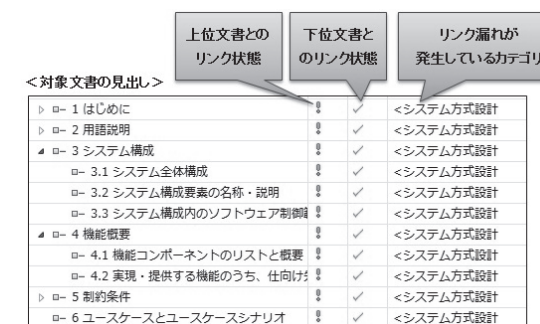 上位文書との
リンク状態
下位文書と
のリンク状態
リンク漏れが
発生しているカテゴリ
<対象文書の見出し>
1 はじめに <システム方式設計
2 用語説明 <システム方式設計
3 システム構成 <システム方式設計
3.1 システム全体構成 <システム方式設計
3.2 システム構成要素の名称・説明 <システム方式設計
3.3 システム構成内のソフトウェア制御 <システム方式設計
4 機能概要 <システム方式設計
4.1 機能コンポーネントのリストと概要 <システム方式設計
4.2 実現・提供する機能のうち、仕向け <システム方式設計
5 制約条件 <システム方式設計
6 ユースケースとユースケースシナリオ <システム方式設計